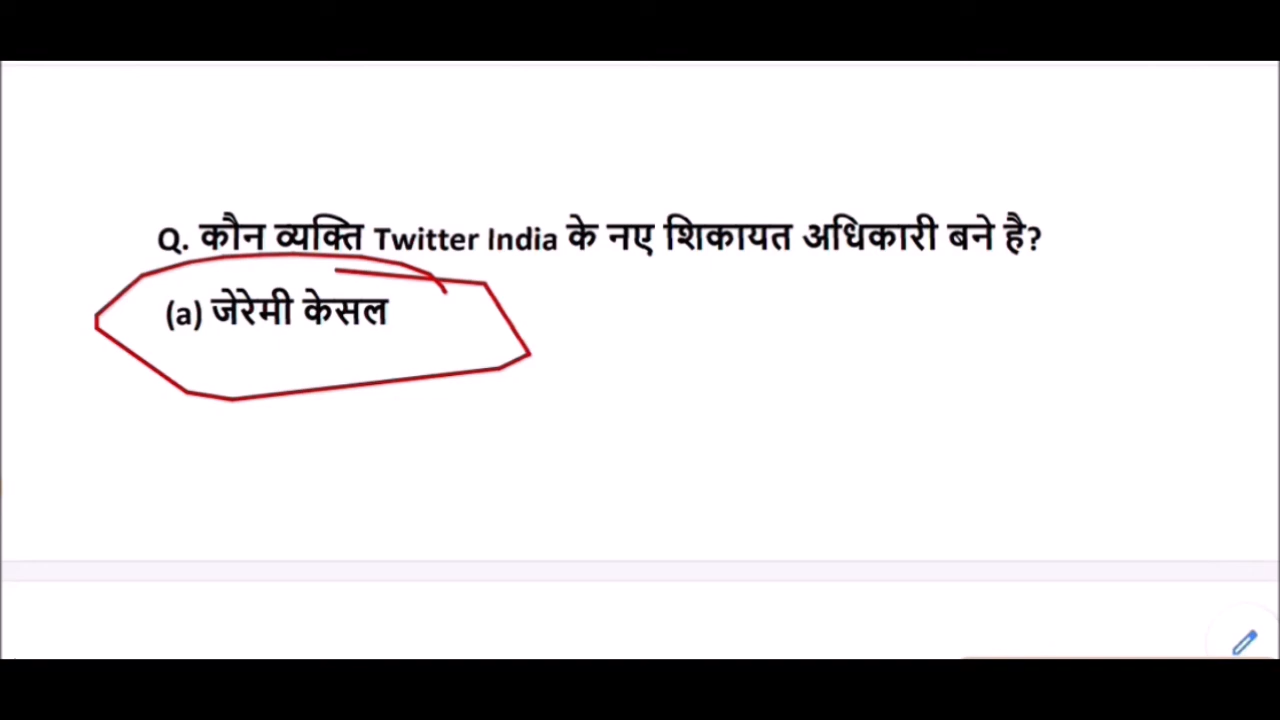 Q. कौन व्यक्ति Twitter India के नए शिकायत अधिकारी बने है?
(a) जेरेमी केसल